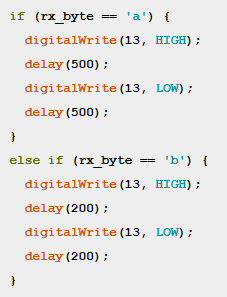 if (rx_byte == 'a') {
  digitalWrite(13, HIGH);
  delay(500);
  digitalWrite(13, LOW);
  delay(500);
}
else if (rx_byte == 'b') {
  digitalWrite(13, HIGH);
  delay(200);
  digitalWrite(13, LOW);
  delay(200);
}